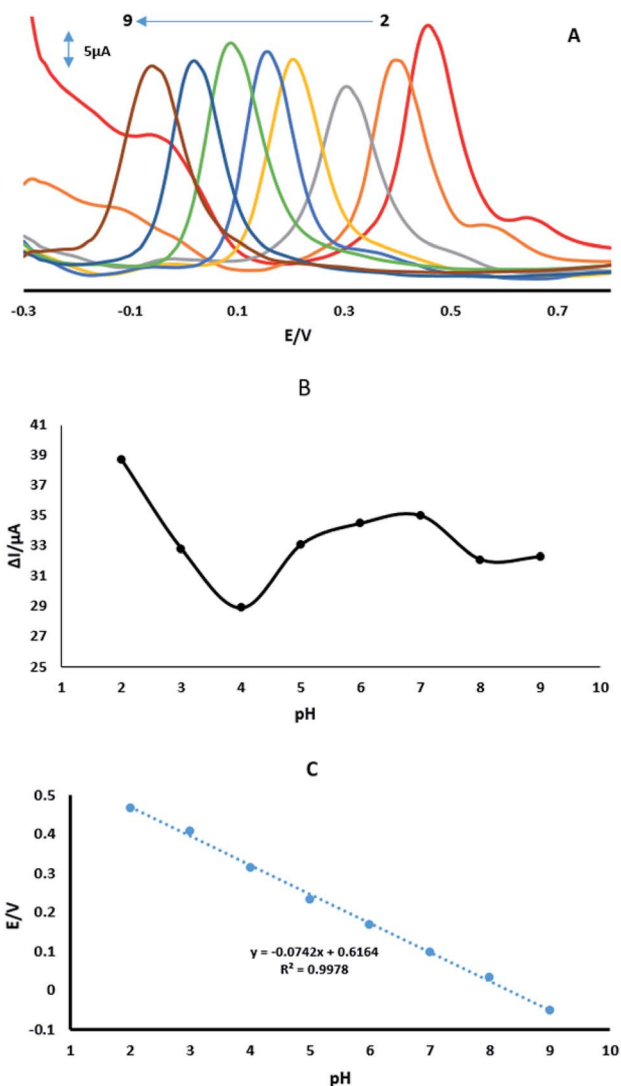 9 2
A
5µA
-0.3 -0.1 0.1 0.3 0.5 0.7
E/V
B
41
39
37
35
33
31
29
27
25
ΔI/µA
1 2 3 4 5 6 7 8 9 10
pH
C
0.5
0.4
0.3
0.2
0.1
0
-0.1
E/V
y = -0.0742x + 0.6164
R² = 0.9978
1 2 3 4 5 6 7 8 9 10
pH